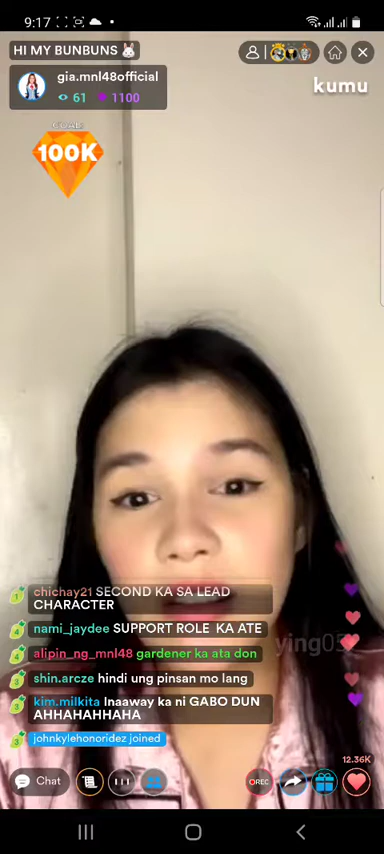 9:17
HI MY BUNBUNS 🐰
gia.mnl48official
61 1100
kumu
100K
chichay21 SECOND KA SA LEAD
CHARACTER
nami_jaydee SUPPORT ROLE KA ATE
alipin_ng_mnl48 gardener ka ata don
shin.arcze hindi ung pinsan mo lang
kim.milkita Inaaway ka ni GABO DUN
AHHAHAHHAHA
johnkylehonoridez joined
12.36K
Chat
REC